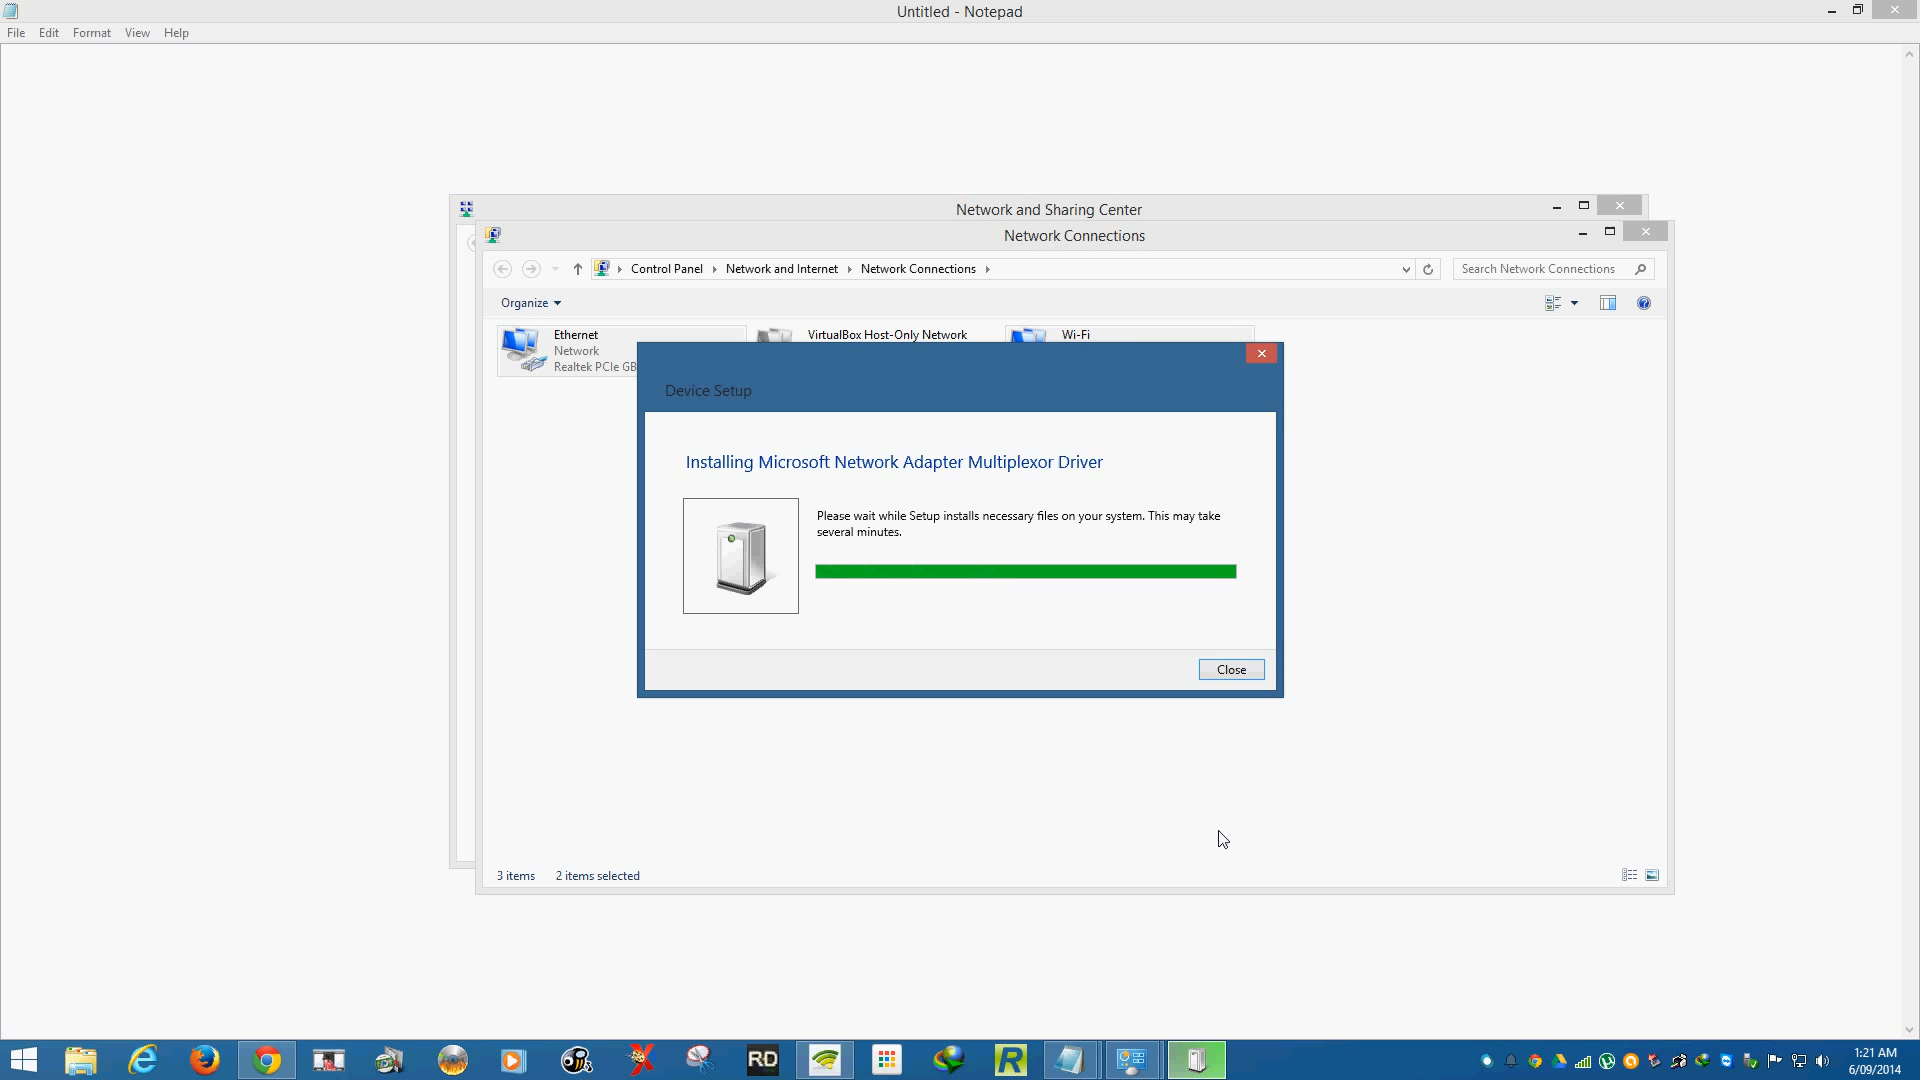 Untitled - Notepad
File Edit Format View Help
Network and Sharing Center
Network Connections
Control Panel Network and Internet Network Connections
Search Network Connections
Organize
Ethernet
Network
Realtek PCIe GB
VirtualBox Host-Only Network
Wi-Fi
Device Setup
Installing Microsoft Network Adapter Multiplexor Driver
Please wait while Setup installs necessary files on your system. This may take
several minutes.
Close
3 items 2 items selected
RD
R
1:21 AM
6/09/2014